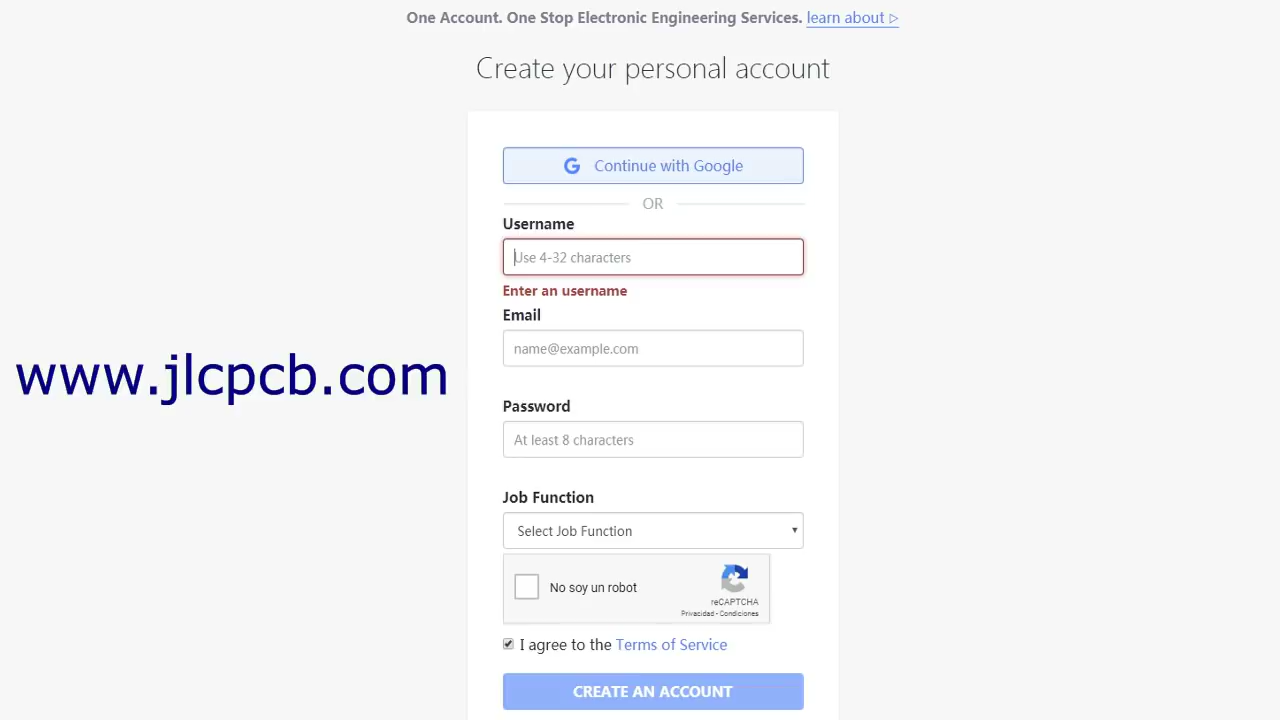 One Account. One Stop Electronic Engineering Services. learn about ▷
Create your personal account
Continue with Google
OR
Username
Use 4-32 characters
Enter an username
Email
name@example.com
www.jlcpcb.com
Password
At least 8 characters
Job Function
Select Job Function
No soy un robot
reCAPTCHA
Privacidad - Condiciones
I agree to the Terms of Service
CREATE AN ACCOUNT